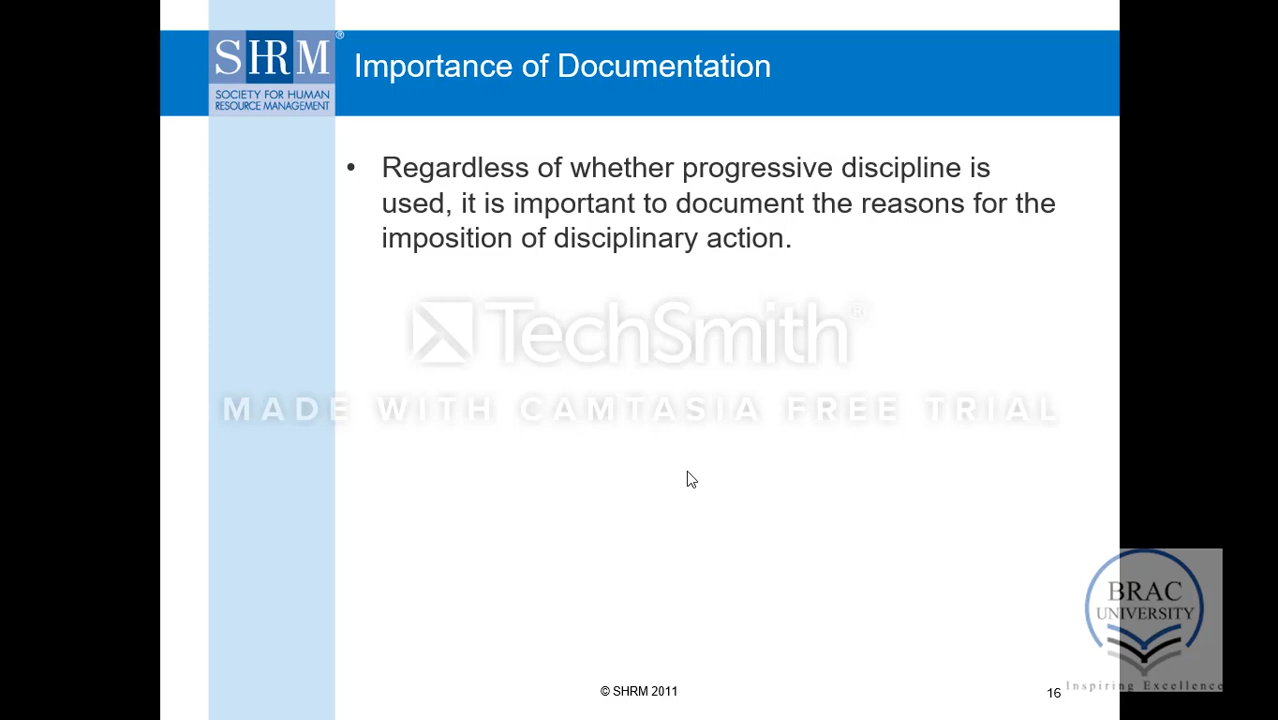 SHRM®
SOCIETY FOR HUMAN
RESOURCE MANAGEMENT
Importance of Documentation
• Regardless of whether progressive discipline is
used, it is important to document the reasons for the
imposition of disciplinary action.
TechSmith®
MADE WITH CAMTASIA FREE TRIAL
BRAC
UNIVERSITY
Inspiring Excellence
© SHRM 2011
16